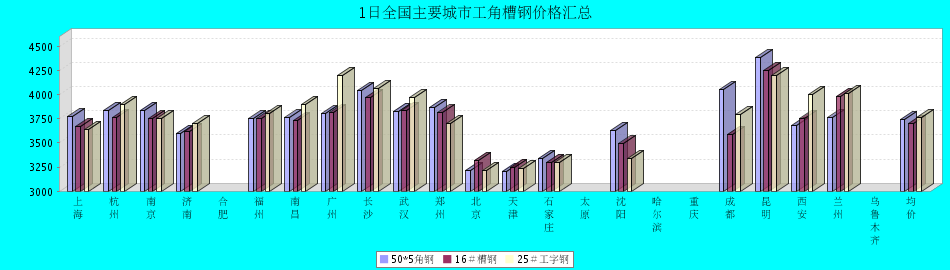 1日全国主要城市工角槽钢价格汇总
4500
4250
4000
3750
3500
3250
3000
上海
杭州
南京
济南
合肥
福州
南昌
广州
长沙
武汉
郑州
北京
天津
石家庄
太原
沈阳
哈尔滨
重庆
成都
昆明
西安
兰州
乌鲁木齐
均价
50*5角钢
16#槽钢
25#工字钢